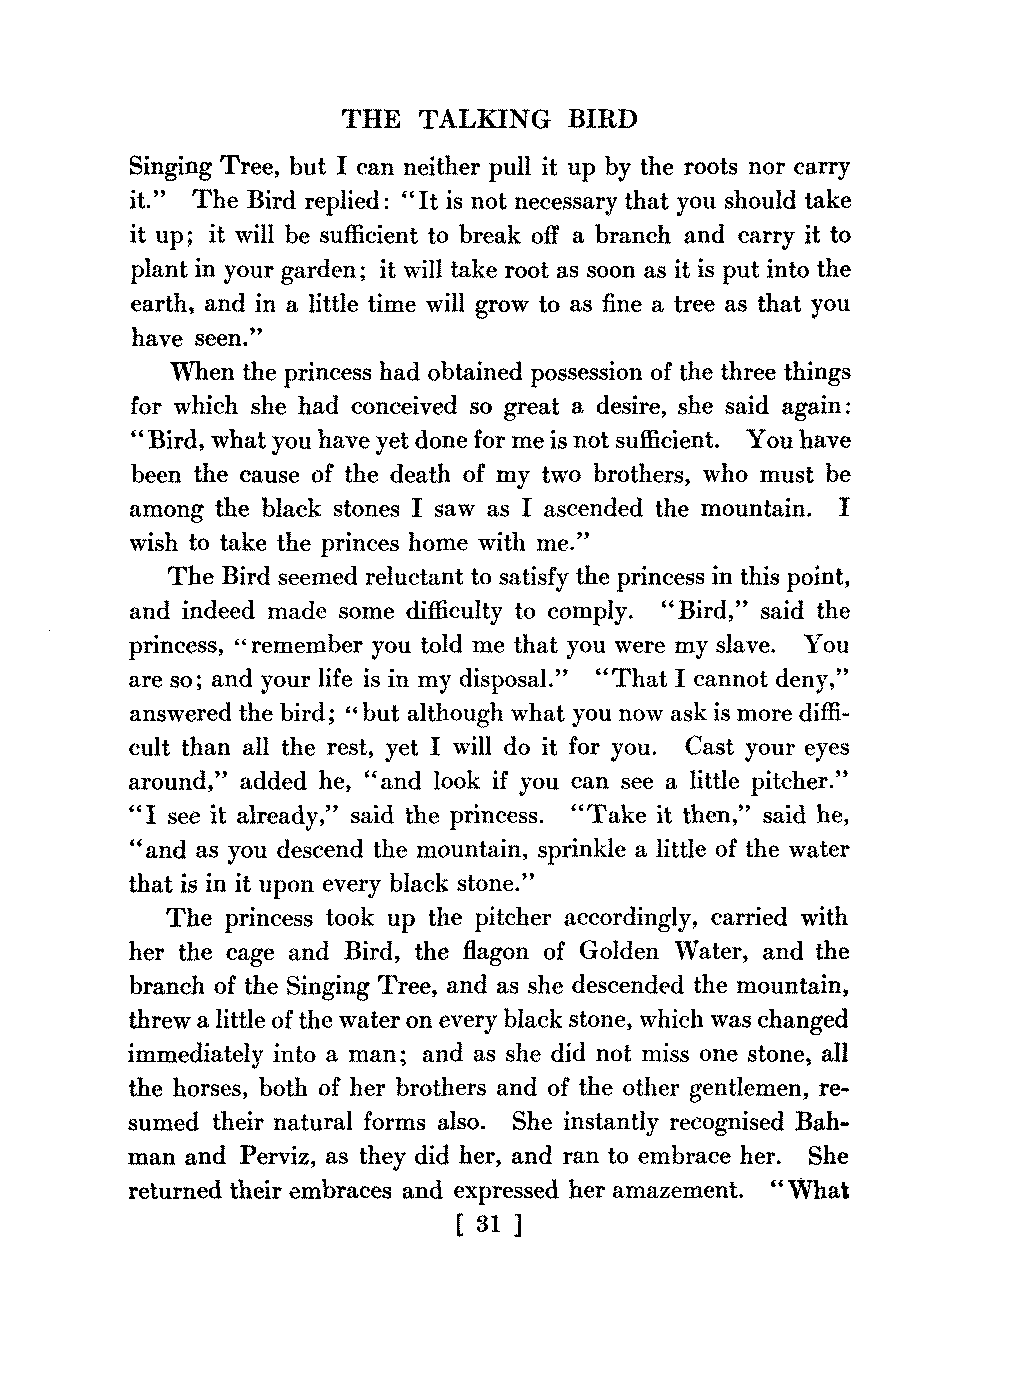 THE TALKING BIRD
Singing Tree, but I can neither pull it up by the roots nor carry
it." The Bird replied: "It is not necessary that you should take
it up; it will be sufficient to break off a branch and carry it to
plant in your garden; it will take root as soon as it is put into the
earth, and in a little time will grow to as fine a tree as that you
have seen."
When the princess had obtained possession of the three things
for which she had conceived so great a desire, she said again:
"Bird, what you have yet done for me is not sufficient. You have
been the cause of the death of my two brothers, who must be
among the black stones I saw as I ascended the mountain. I
wish to take the princes home with me."
The Bird seemed reluctant to satisfy the princess in this point,
and indeed made some difficulty to comply. "Bird," said the
princess, "remember you told me that you were my slave. You
are so; and your life is in my disposal." "That I cannot deny,"
answered the bird; "but although what you now ask is more diffi-
cult than all the rest, yet I will do it for you. Cast your eyes
around," added he, "and look if you can see a little pitcher."
"I see it already," said the princess. "Take it then," said he,
"and as you descend the mountain, sprinkle a little of the water
that is in it upon every black stone."
The princess took up the pitcher accordingly, carried with
her the cage and Bird, the flagon of Golden Water, and the
branch of the Singing Tree, and as she descended the mountain,
threw a little of the water on every black stone, which was changed
immediately into a man; and as she did not miss one stone, all
the horses, both of her brothers and of the other gentlemen, re-
sumed their natural forms also. She instantly recognised Bah-
man and Perviz, as they did her, and ran to embrace her. She
returned their embraces and expressed her amazement. "What
[ 31 ]